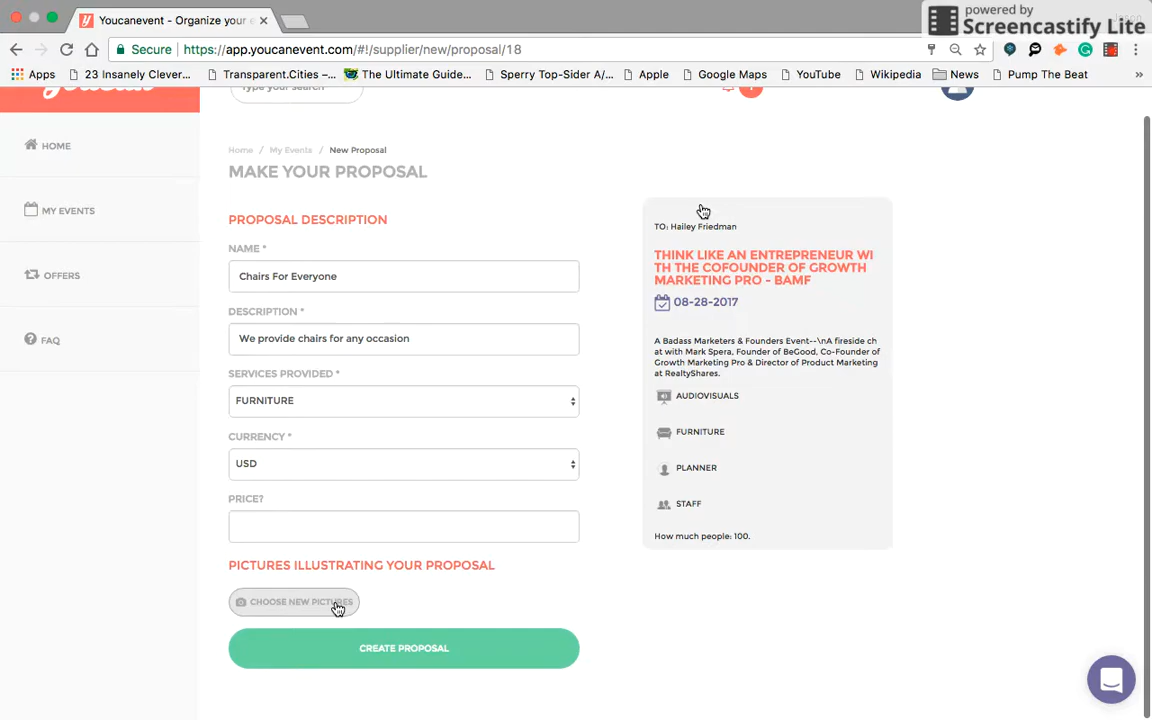 Youcanevent - Organize your e
powered by
Screencastify Lite
Secure
https://app.youcanevent.com/#!/supplier/new/proposal/18
Apps
23 Insanely Clever...
Transparent.Cities –...
The Ultimate Guide...
Sperry Top-Sider A/...
Apple
Google Maps
YouTube
Wikipedia
News
Pump The Beat
»
youcan
Type your search
HOME
MY EVENTS
OFFERS
FAQ
Home / My Events / New Proposal
MAKE YOUR PROPOSAL
PROPOSAL DESCRIPTION
NAME *
Chairs For Everyone
DESCRIPTION *
We provide chairs for any occasion
SERVICES PROVIDED *
FURNITURE
CURRENCY *
USD
PRICE?
PICTURES ILLUSTRATING YOUR PROPOSAL
CHOOSE NEW PICTURES
CREATE PROPOSAL
TO: Hailey Friedman
THINK LIKE AN ENTREPRENEUR WI
TH THE COFOUNDER OF GROWTH
MARKETING PRO - BAMF
08-28-2017
A Badass Marketers & Founders Event--\nA fireside ch
at with Mark Spera, Founder of BeGood, Co-Founder of
Growth Marketing Pro & Director of Product Marketing
at RealtyShares.
AUDIOVISUALS
FURNITURE
PLANNER
STAFF
How much people: 100.